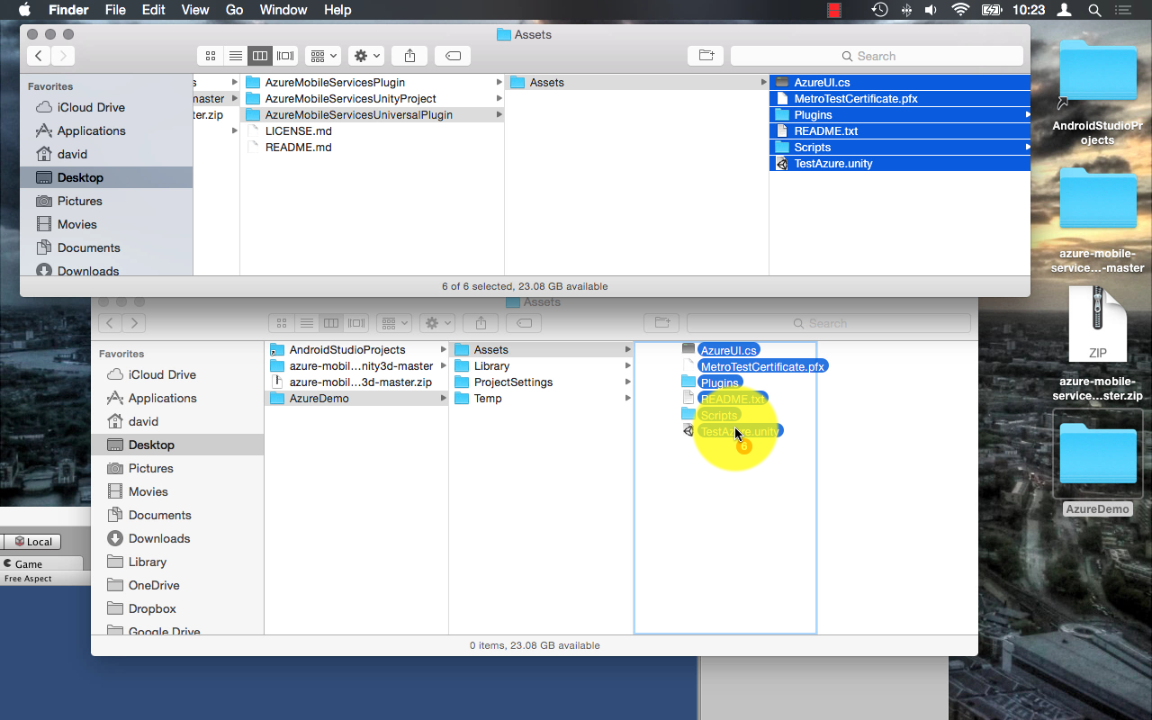 Finder File Edit View Go Window Help 10:23
Assets
Search
Favorites
iCloud Drive
Applications
david
Desktop
Pictures
Movies
Documents
Downloads
s
naster
ter.zip
AzureMobileServicesPlugin
AzureMobileServicesUnityProject
AzureMobileServicesUniversalPlugin
LICENSE.md
README.md
Assets
AzureUI.cs
MetroTestCertificate.pfx
Plugins
README.txt
Scripts
TestAzure.unity
6 of 6 selected, 23.08 GB available
Assets
Search
Favorites
iCloud Drive
Applications
david
Desktop
Pictures
Movies
Documents
Downloads
Library
OneDrive
Dropbox
Google Drive
AndroidStudioProjects
azure-mobil...nity3d-master
azure-mobil...3d-master.zip
AzureDemo
Assets
Library
ProjectSettings
Temp
AzureUI.cs
MetroTestCertificate.pfx
Plugins
README.txt
Scripts
TestAzure.unity
6
0 items, 23.08 GB available
AndroidStudioPr
ojects
azure-mobile-
service...-master
ZIP
azure-mobile-
service...ster.zip
AzureDemo
Local
Game
Free Aspect